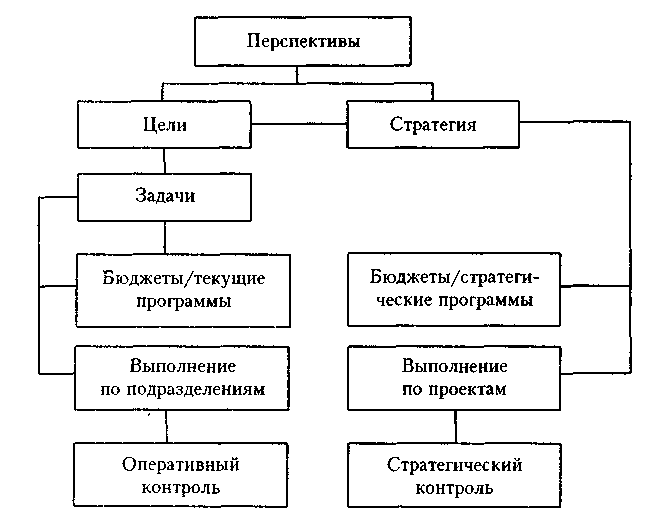 Перспективы
Цели
Стратегия
Задачи
Бюджеты/текущие
программы
Бюджеты/стратеги-
ческие программы
Выполнение
по подразделениям
Выполнение
по проектам
Оперативный
контроль
Стратегический
контроль